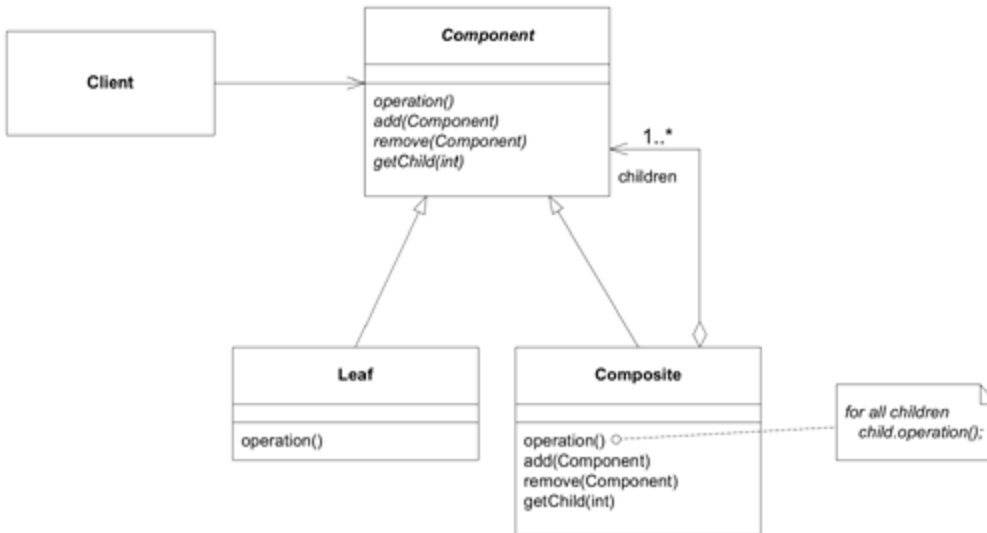 Component
Client
operation()
add(Component)
remove(Component)
getChild(int)
1..*
children
Leaf
operation()
Composite
operation()
add(Component)
remove(Component)
getChild(int)
for all children
child.operation();